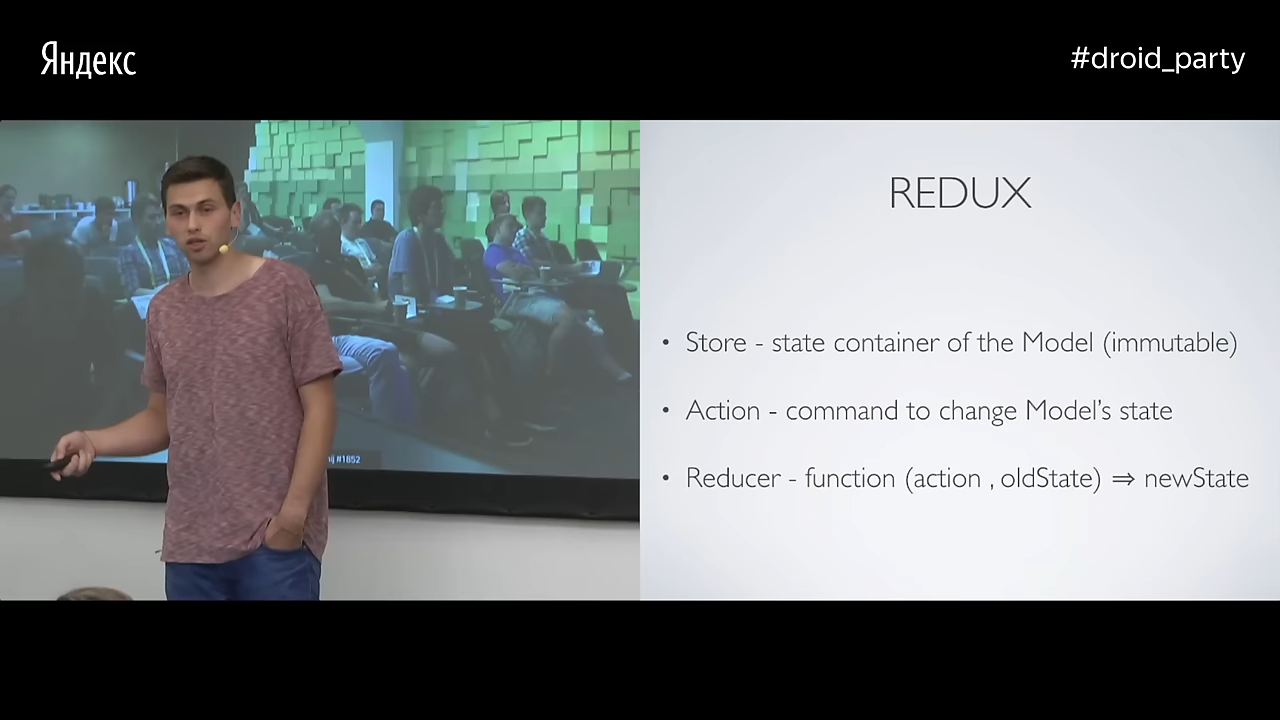 Яндекс
#droid_party
REDUX
• Store - state container of the Model (immutable)
• Action - command to change Model's state
• Reducer - function (action , oldState) ⇒ newState
#1852